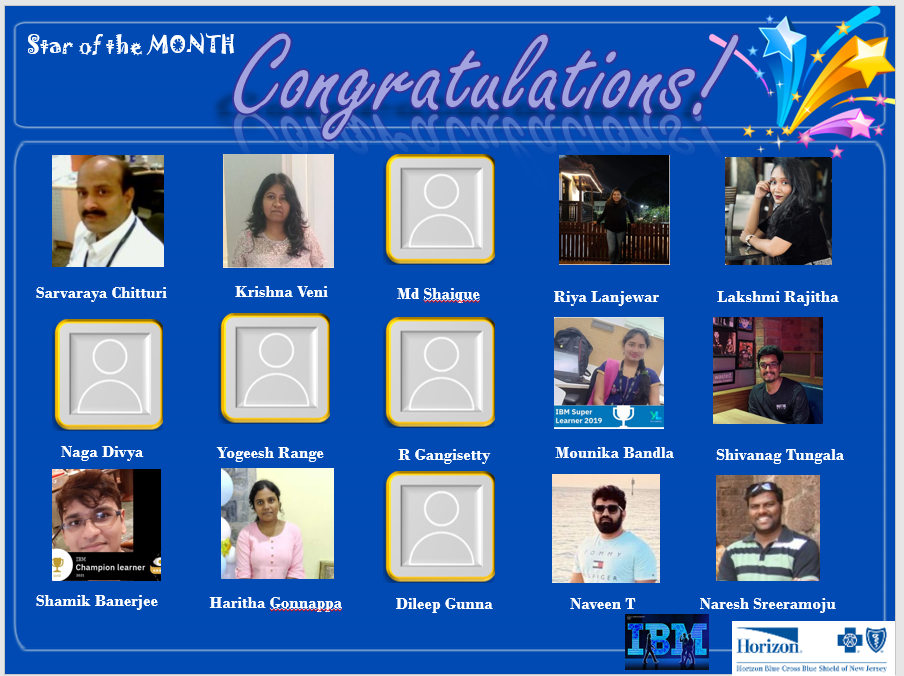 Star of the MONTH
Congratulations!
Sarvaraya Chitturi
Krishna Veni
Md Shaique
Riya Lanjewar
Lakshmi Rajitha
IBM Super
Learner 2019
Naga Divya
Yogeesh Range
R Gangisetty
Mounika Bandla
Shivanag Tungala
IBM
Champion learner
Shamik Banerjee
Haritha Gonnappa
Dileep Gunna
Naveen T
Naresh Sreeramoju
TOMMY
HILFIGER
IBM
Horizon
Horizon Blue Cross Blue Shield of New Jersey